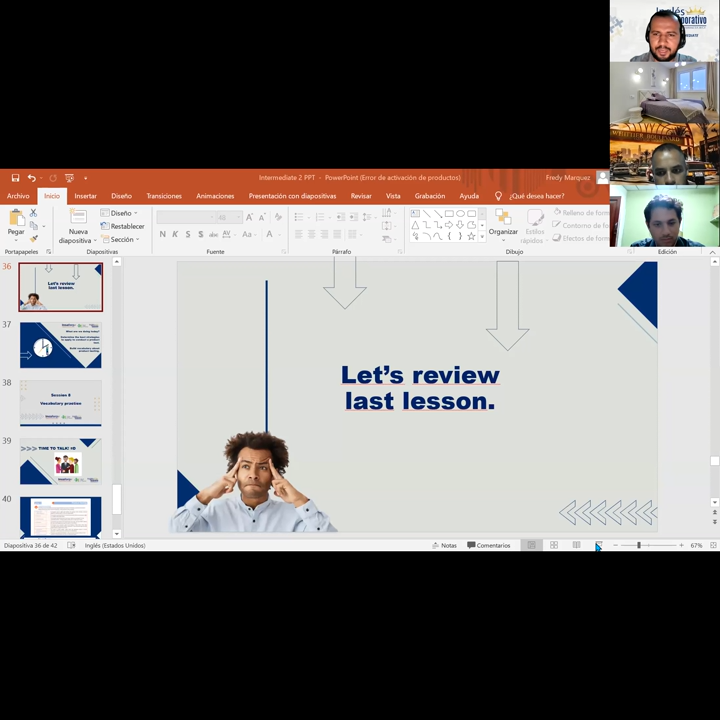 Inglés
Intermediate 2 PPT - PowerPoint (Error de activación de productos)
Fredy Marquez
Archivo Inicio Insertar Diseño Transiciones Animaciones Presentación con diapositivas Revisar Vista Grabación Ayuda ¿Qué desea hacer?
Pegar
Nueva diapositiva
Diseño
Restablecer
Sección
Organizar
Estilos rápidos
Relleno de form
Contorno de for
Efectos de form
Portapapeles Diapositivas Fuente Párrafo Dibujo Edición
36
Let's review
last lesson.
37
38
Session 8
Vocabulary practice
39
TIME TO TALK!
40
Let's review
last lesson.
Diapositiva 36 de 42 Inglés (Estados Unidos) Notas Comentarios 67%